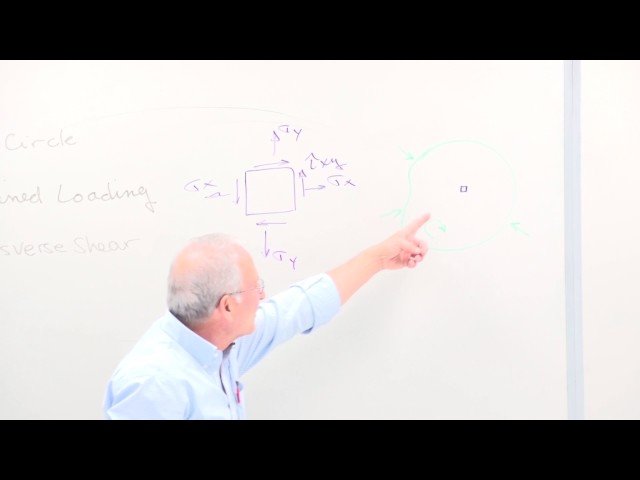 Circle
ined Loading
sverse Shear
σy
τxy
σx
σx
σy